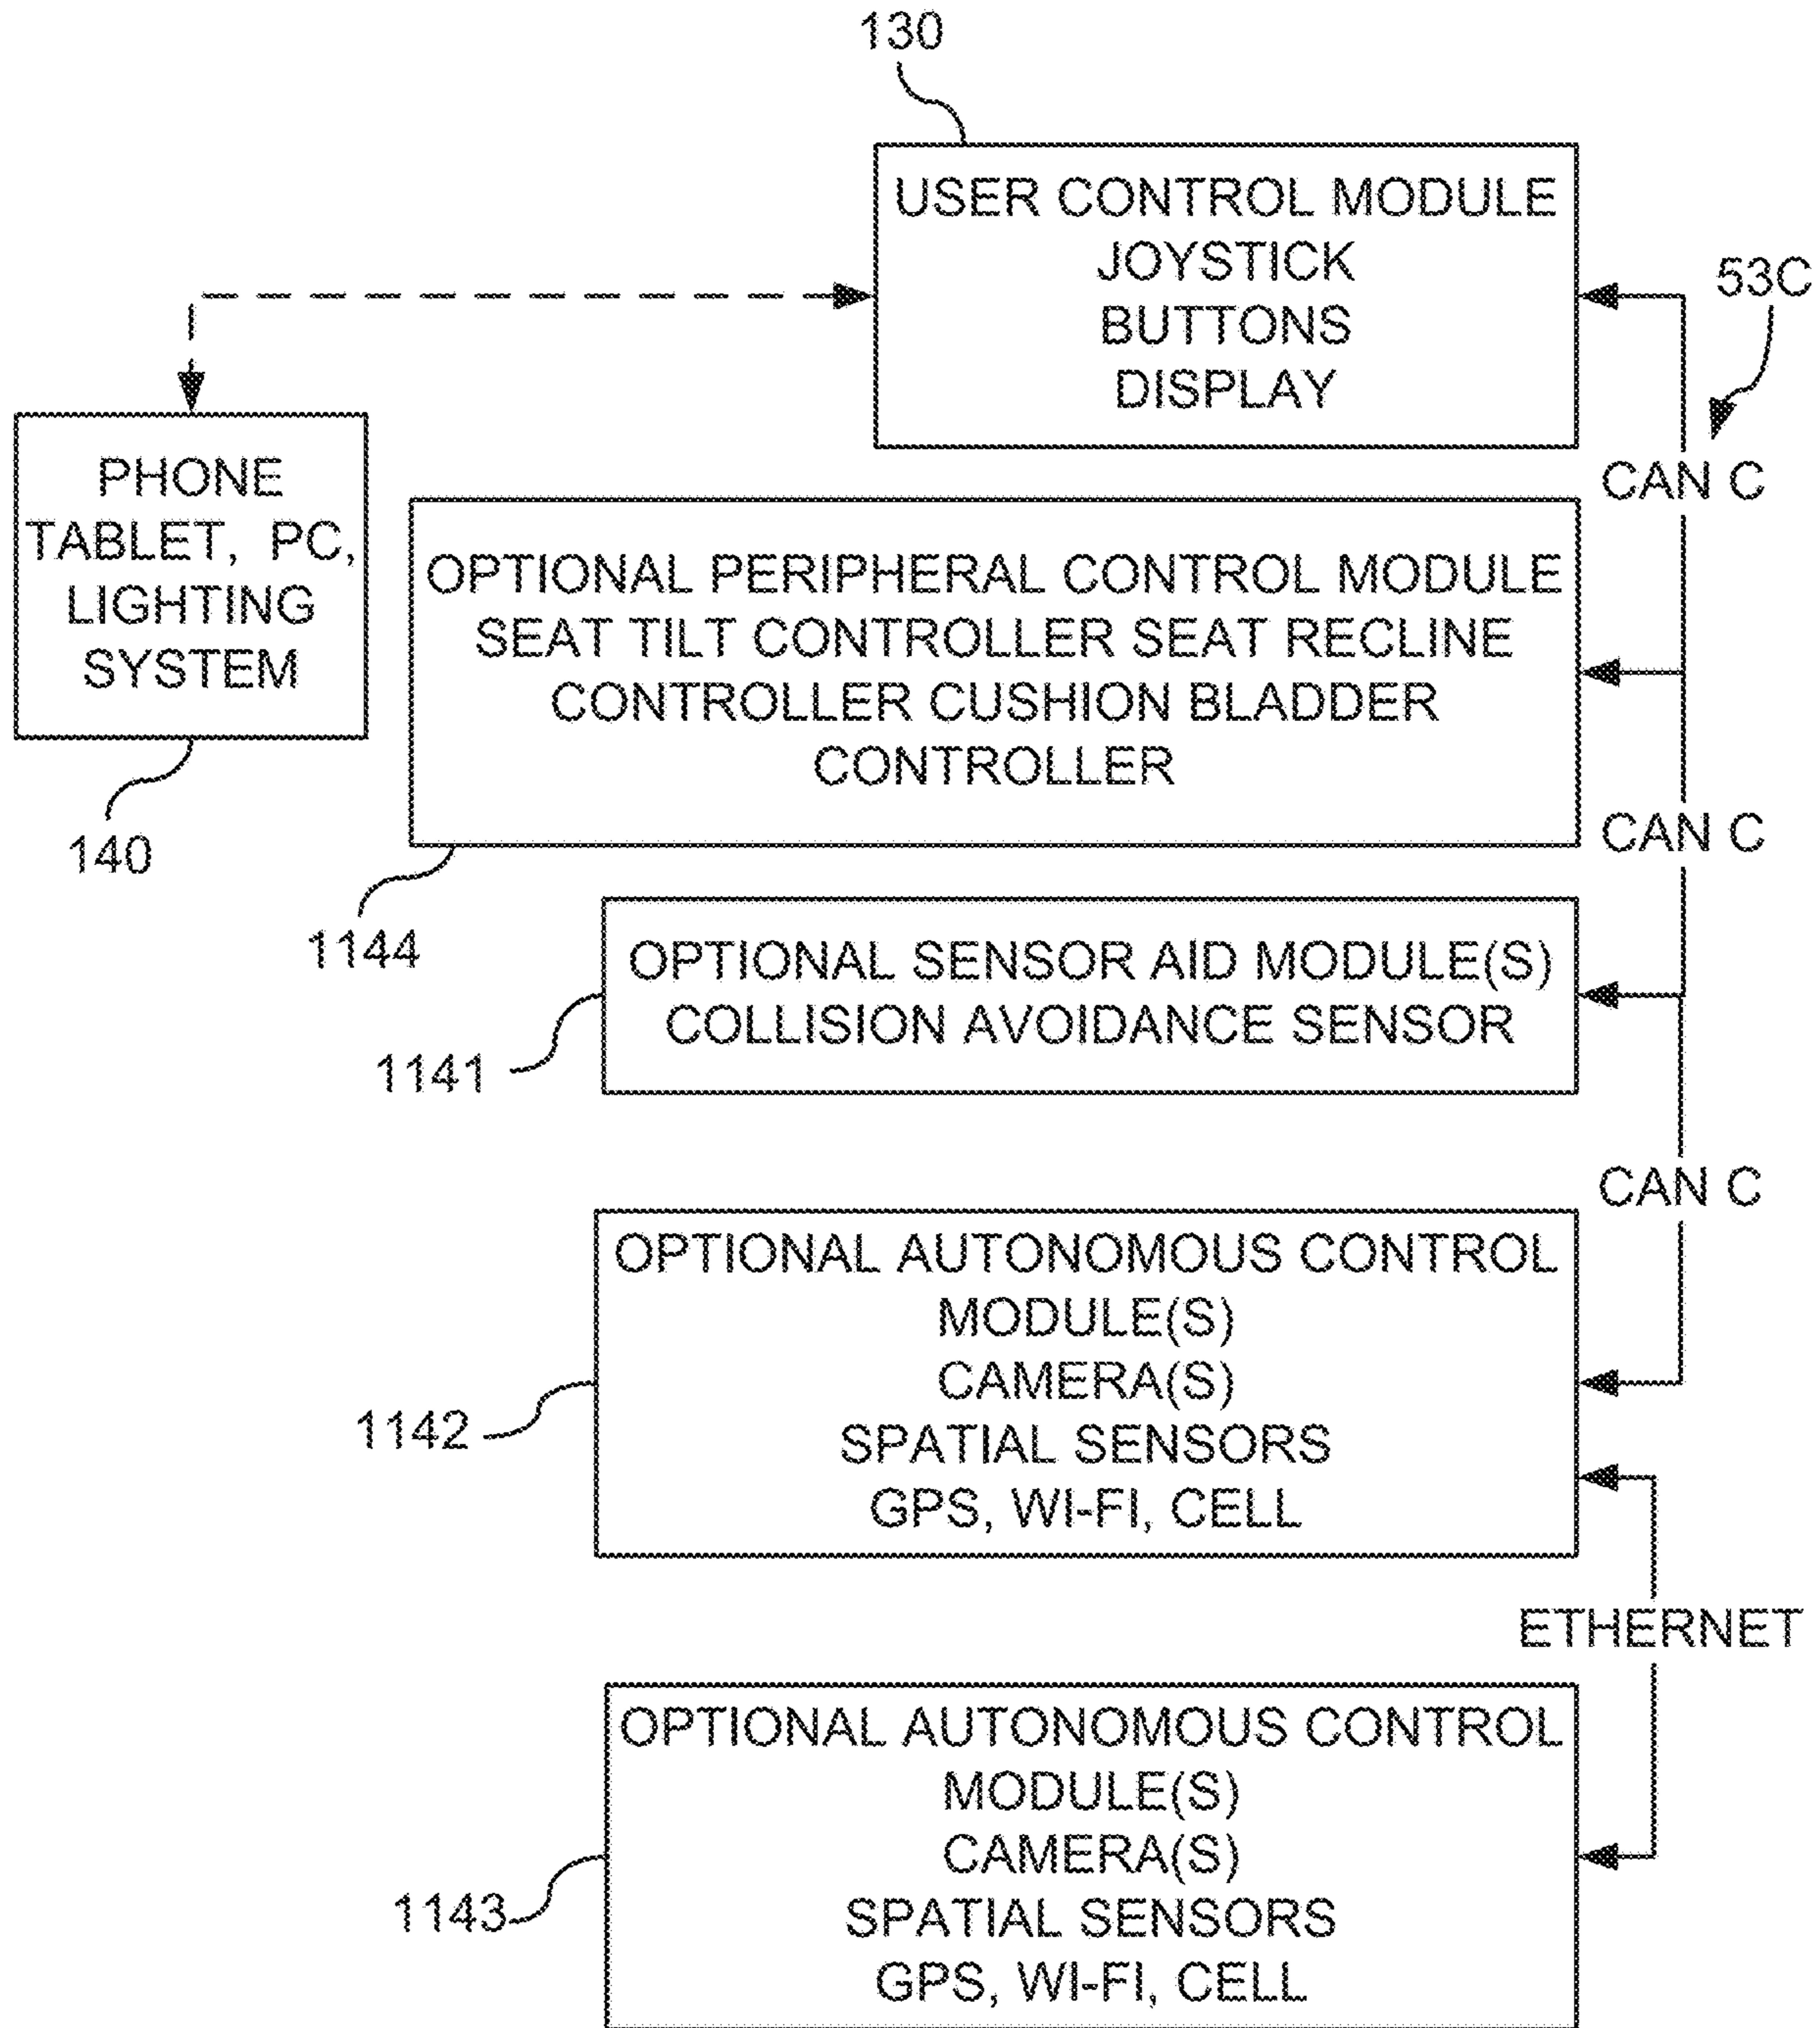 130
USER CONTROL MODULE
JOYSTICK
BUTTONS
DISPLAY
53C
CAN C
PHONE
TABLET, PC,
LIGHTING
SYSTEM
140
OPTIONAL PERIPHERAL CONTROL MODULE
SEAT TILT CONTROLLER SEAT RECLINE
CONTROLLER CUSHION BLADDER
CONTROLLER
1144
CAN C
OPTIONAL SENSOR AID MODULE(S)
COLLISION AVOIDANCE SENSOR
1141
CAN C
OPTIONAL AUTONOMOUS CONTROL
MODULE(S)
CAMERA(S)
SPATIAL SENSORS
GPS, WI-FI, CELL
1142
ETHERNET
OPTIONAL AUTONOMOUS CONTROL
MODULE(S)
CAMERA(S)
SPATIAL SENSORS
GPS, WI-FI, CELL
1143